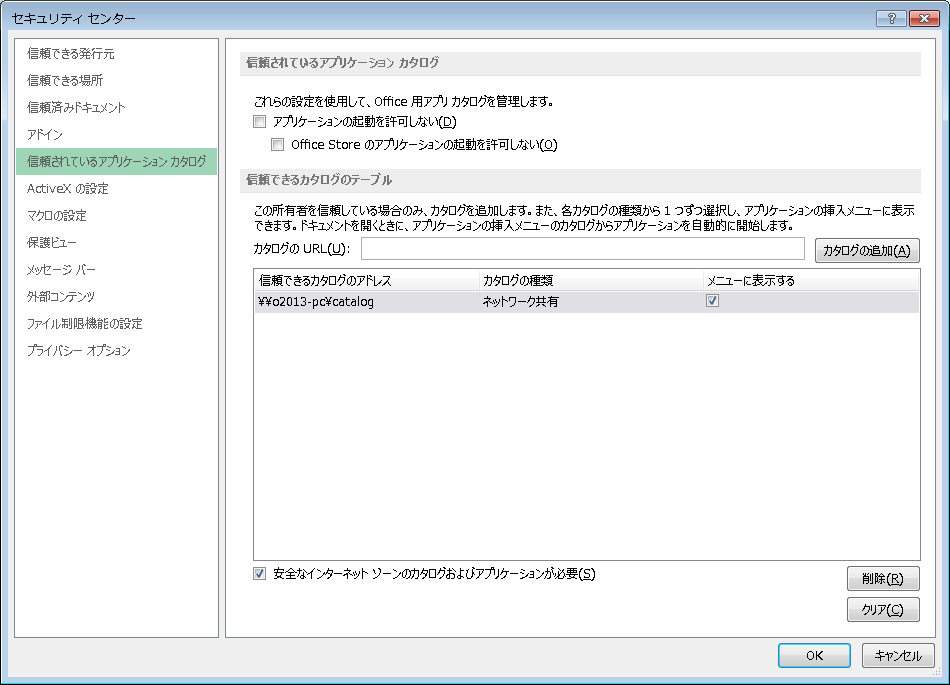 セキュリティ センター
信頼できる発行元
信頼できる場所
信頼済みドキュメント
アドイン
信頼されているアプリケーション カタログ
ActiveX の設定
マクロの設定
保護ビュー
メッセージ バー
外部コンテンツ
ファイル制限機能の設定
プライバシー オプション
信頼されているアプリケーション カタログ
これらの設定を使用して、Office 用アプリ カタログを管理します。
アプリケーションの起動を許可しない(D)
Office Store のアプリケーションの起動を許可しない(O)
信頼できるカタログのテーブル
この所有者を信頼している場合のみ、カタログを追加します。また、各カタログの種類から 1 つずつ選択し、アプリケーションの挿入メニューに表示
できます。ドキュメントを開くときに、アプリケーションの挿入メニューのカタログからアプリケーションを自動的に開始します。
カタログの URL(U): カタログの追加(A)
信頼できるカタログのアドレス カタログの種類 メニューに表示する
¥¥o2013-pc¥catalog ネットワーク共有
安全なインターネット ゾーンのカタログおよびアプリケーションが必要(S)
削除(R)
クリア(C)
OK キャンセル